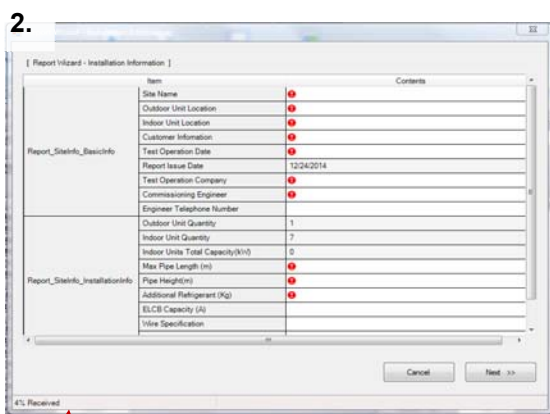 2.
[ Report Wizard - Installation Information ]
Item Contents
Report_SiteInfo_BasicInfo
Site Name
Outdoor Unit Location
Indoor Unit Location
Customer Infomation
Test Operation Date
Report Issue Date 12/24/2014
Test Operation Company
Commissioning Engineer
Engineer Telephone Number
Report_SiteInfo_InstallationInfo
Outdoor Unit Quantity 1
Indoor Unit Quantity 7
Indoor Units Total Capacity(kW) 0
Max Pipe Length (m)
Pipe Height(m)
Additional Refrigerant (Kg)
ELCB Capacity (A)
Wire Specification
Cancel Next >>
4% Received